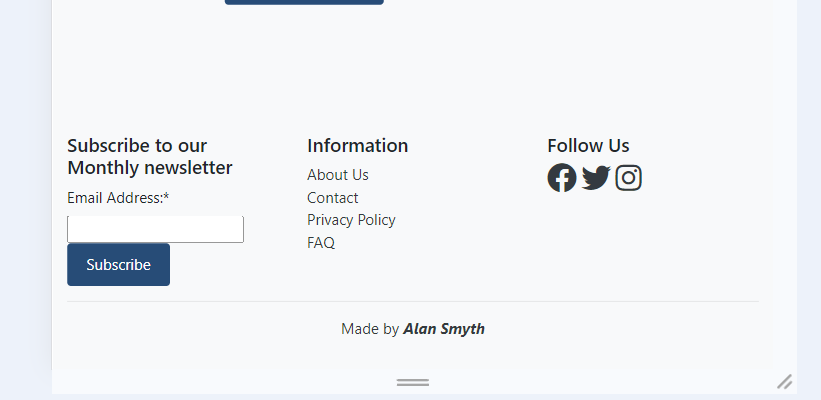 Subscribe to our
Monthly newsletter
Email Address:*
Subscribe
Information
About Us
Contact
Privacy Policy
FAQ
Follow Us
Made by Alan Smyth